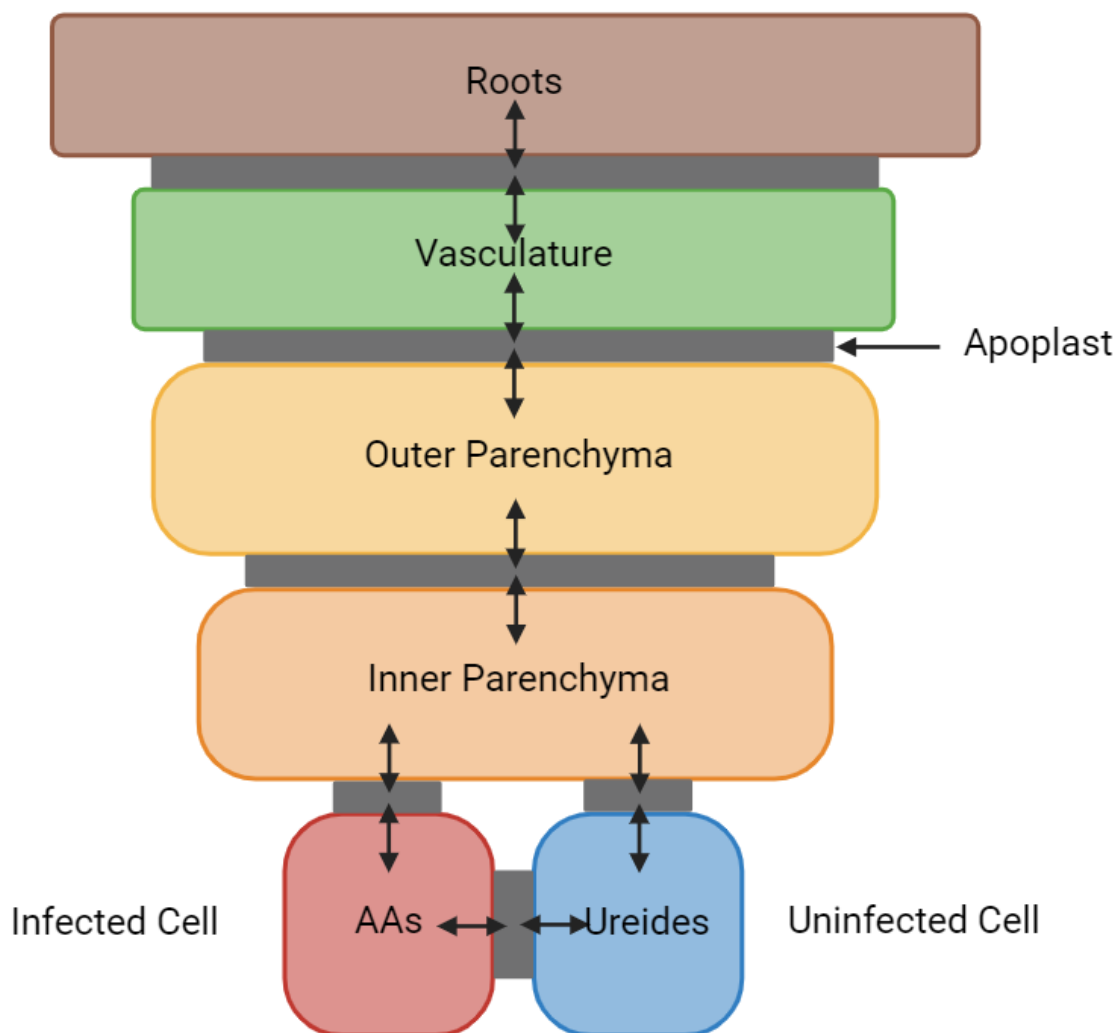 Roots
Vasculature
Apoplast
Outer Parenchyma
Inner Parenchyma
Infected Cell
AAs
Ureides
Uninfected Cell